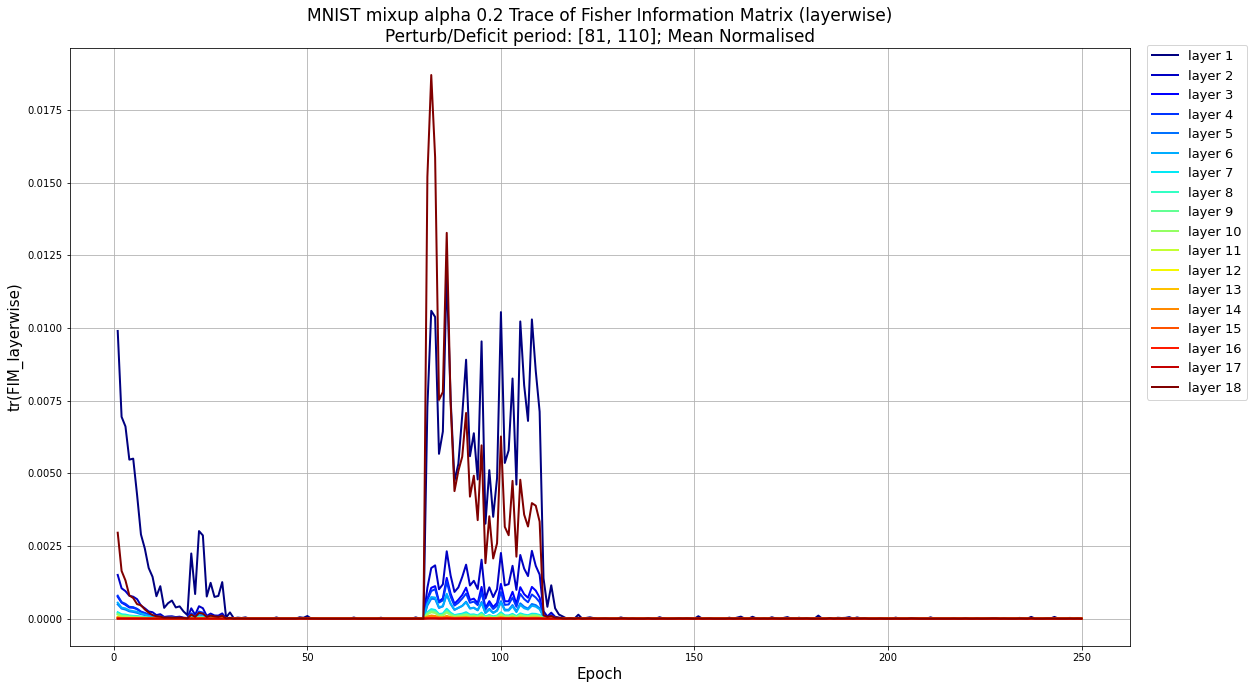 MNIST mixup alpha 0.2 Trace of Fisher Information Matrix (layerwise)
Perturb/Deficit period: [81, 110]; Mean Normalised
tr(FIM_layerwise)
0.0175
0.0150
0.0125
0.0100
0.0075
0.0050
0.0025
0.0000
0
50
100
150
200
250
Epoch
layer 1
layer 2
layer 3
layer 4
layer 5
layer 6
layer 7
layer 8
layer 9
layer 10
layer 11
layer 12
layer 13
layer 14
layer 15
layer 16
layer 17
layer 18